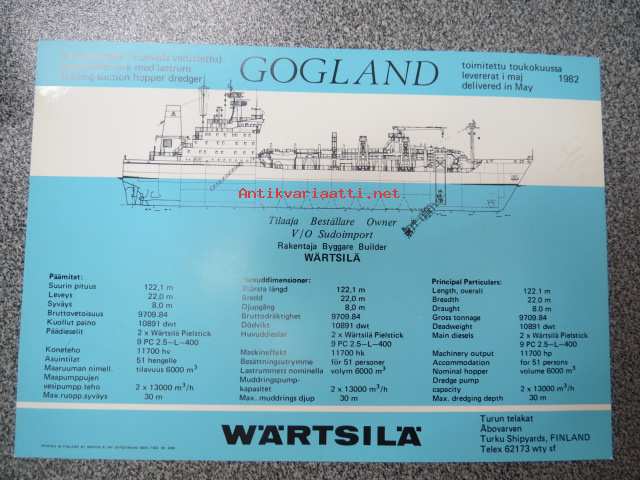 GOGLAND
toimitettu toukokuussa
levererat i maj 1982
delivered in May
suction hopper dredger
Antikvariaatti.net
Tilaaja Beställare Owner
V/O Sudoimport
Rakentaja Byggare Builder
WÄRTSILÄ
Päämitat:
Suurin pituus 122,1 m
Leveys 22,0 m
Syväys 8,0 m
Bruttovetoisuus 9709.84
Kuollut paino 10891 dwt
Päädieselit 2 x Wärtsilä Pielstick
9 PC 2.5–L–400
Koneteho 11700 hv
Asuintilat 51 hengelle
Maaruuman nimell. tilavuus 6000 m³
Maapumppujen
vesipumpp. teho 2 x 13000 m³/h
Max. ruopp. syväys 30 m
Huvuddimensioner:
Största längd 122,1 m
Bredd 22,0 m
Djupgång 8,0 m
Bruttodräktighet 9709.84
Dödvikt 10891 dwt
Huvuddieslar 2 x Wärtsilä Pielstick
9 PC 2.5–L–400
Maskineffekt 11700 hk
Besättningsutrymme för 51 personer
Lastrummets nominella volym 6000 m³
Muddringspump-
kapasitet 2 x 13000 m³/h
Max. muddrings djup 30 m
Principal Particulars:
Length, overall 122.1 m
Breadth 22.0 m
Draught 8.0 m
Gross tonnage 9709.84
Deadweight 10891 dwt
Main diesels 2 x Wärtsilä Pielstick
9 PC 2.5–L–400
Machinery output 11700 hp
Accommodation for 51 persons
Nominal hopper volume 6000 m³
Dredge pump
capacity 2 x 13000 m³/h
Max. dredging depth 30 m
WÄRTSILÄ
Turun telakat
Åbovarven
Turku Shipyards, FINLAND
Telex 62173 wty sf